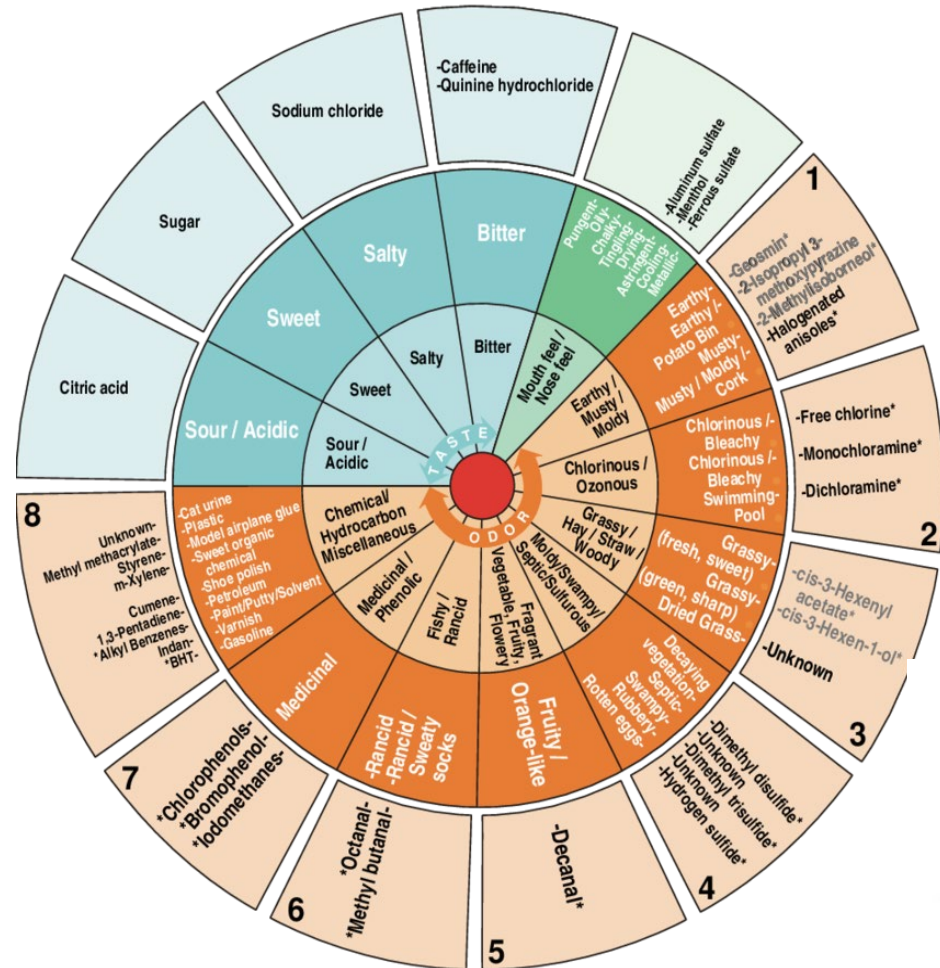 -Caffeine
-Quinine hydrochloride
Sodium chloride
Sugar
Citric acid
-Aluminum sulfate
-Menthol
-Ferrous sulfate
1
-Geosmin*
-2-Isopropyl 3-
methoxypyrazine
-2-Methylisoborneol*
-Halogenated
anisoles*
-Free chlorine*
-Monochloramine*
-Dichloramine*
2
-cis-3-Hexenyl
acetate*
-cis-3-Hexen-1-ol*
-Unknown
3
-Dimethyl disulfide*
-Unknown
-Dimethyl trisulfide*
-Unknown
-Hydrogen sulfide*
4
-Decanal*
5
*Octanal-
*Methyl butanal-
6
7
*Chlorophenols-
*Bromophenol-
*Iodomethanes-
8
Unknown-
Methyl methacrylate-
Styrene-
m-Xylene-
Cumene-
1,3-Pentadiene-
*Alkyl Benzenes-
Indan-
*BHT-
Bitter
Salty
Sweet
Sour / Acidic
Pungent-
Oily-
Chalky-
Tingling-
Drying-
Astringent-
Cooling-
Metallic-
Earthy-
Earthy /-
Potato Bin
Musty-
Musty / Moldy /-
Cork
Chlorinous /-
Bleachy
Chlorinous /-
Bleachy
Swimming-
Pool
Grassy-
(fresh, sweet)
Grassy-
(green, sharp)
Dried Grass-
Decaying
vegetation-
Septic-
Swampy-
Rubbery-
Rotten eggs-
Fruity /
Orange-like
-Rancid
-Rancid /
Sweaty
socks
Medicinal
-Cat urine
-Plastic
-Model airplane glue
-Sweet organic
chemical
-Shoe polish
-Petroleum
-Paint/Putty/Solvent
-Varnish
-Gasoline
Bitter
Salty
Sweet
Sour /
Acidic
Mouth feel /
Nose feel
Earthy /
Musty /
Moldy
Chlorinous /
Ozonous
Grassy /
Hay / Straw /
Woody
Moldy/Swampy/
Septic/Sulfurous
Fragrant
Vegetable, Fruity,
Flowery
Fishy /
Rancid
Medicinal /
Phenolic
Chemical/
Hydrocarbon
Miscellaneous
TASTE
ODOR